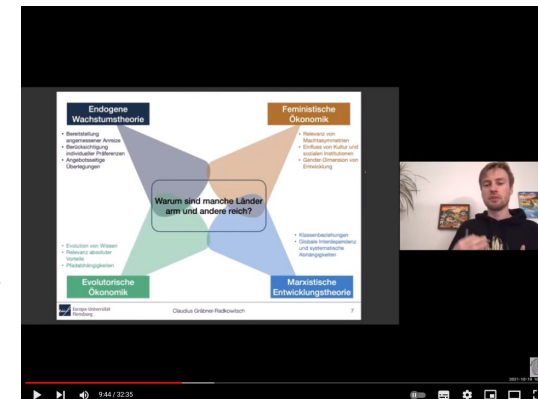 Endogene
Wachstumstheorie
• Bereitstellung
angemessener Anreize
• Berücksichtigung
individueller Präferenzen
• Angebotsseitige
Überlegungen
Feministische
Ökonomik
• Relevanz von
Machtasymmetrien
• Einfluss von Kultur und
sozialen Institutionen
• Gender-Dimension von
Entwicklung
Warum sind manche Länder
arm und andere reich?
• Evolution von Wissen
• Relevanz absoluter
Vorteile
• Pfadabhängigkeiten
Evolutorische
Ökonomik
• Klassenbeziehungen
• Globale Interdependenz
und systematische
Abhängigkeiten
Marxistische
Entwicklungstheorie
Europa-Universität
Flensburg
Claudius Gräbner-Radkowitsch
7
9:44 / 32:35